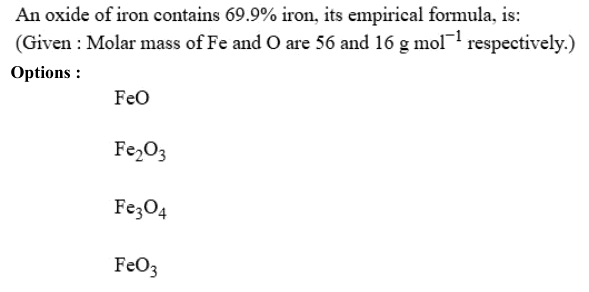 An oxide of iron contains 69.9% iron, its empirical formula, is:
(Given : Molar mass of Fe and O are 56 and 16 g mol⁻¹ respectively.)
Options :
FeO
Fe₂O₃
Fe₃O₄
FeO₃